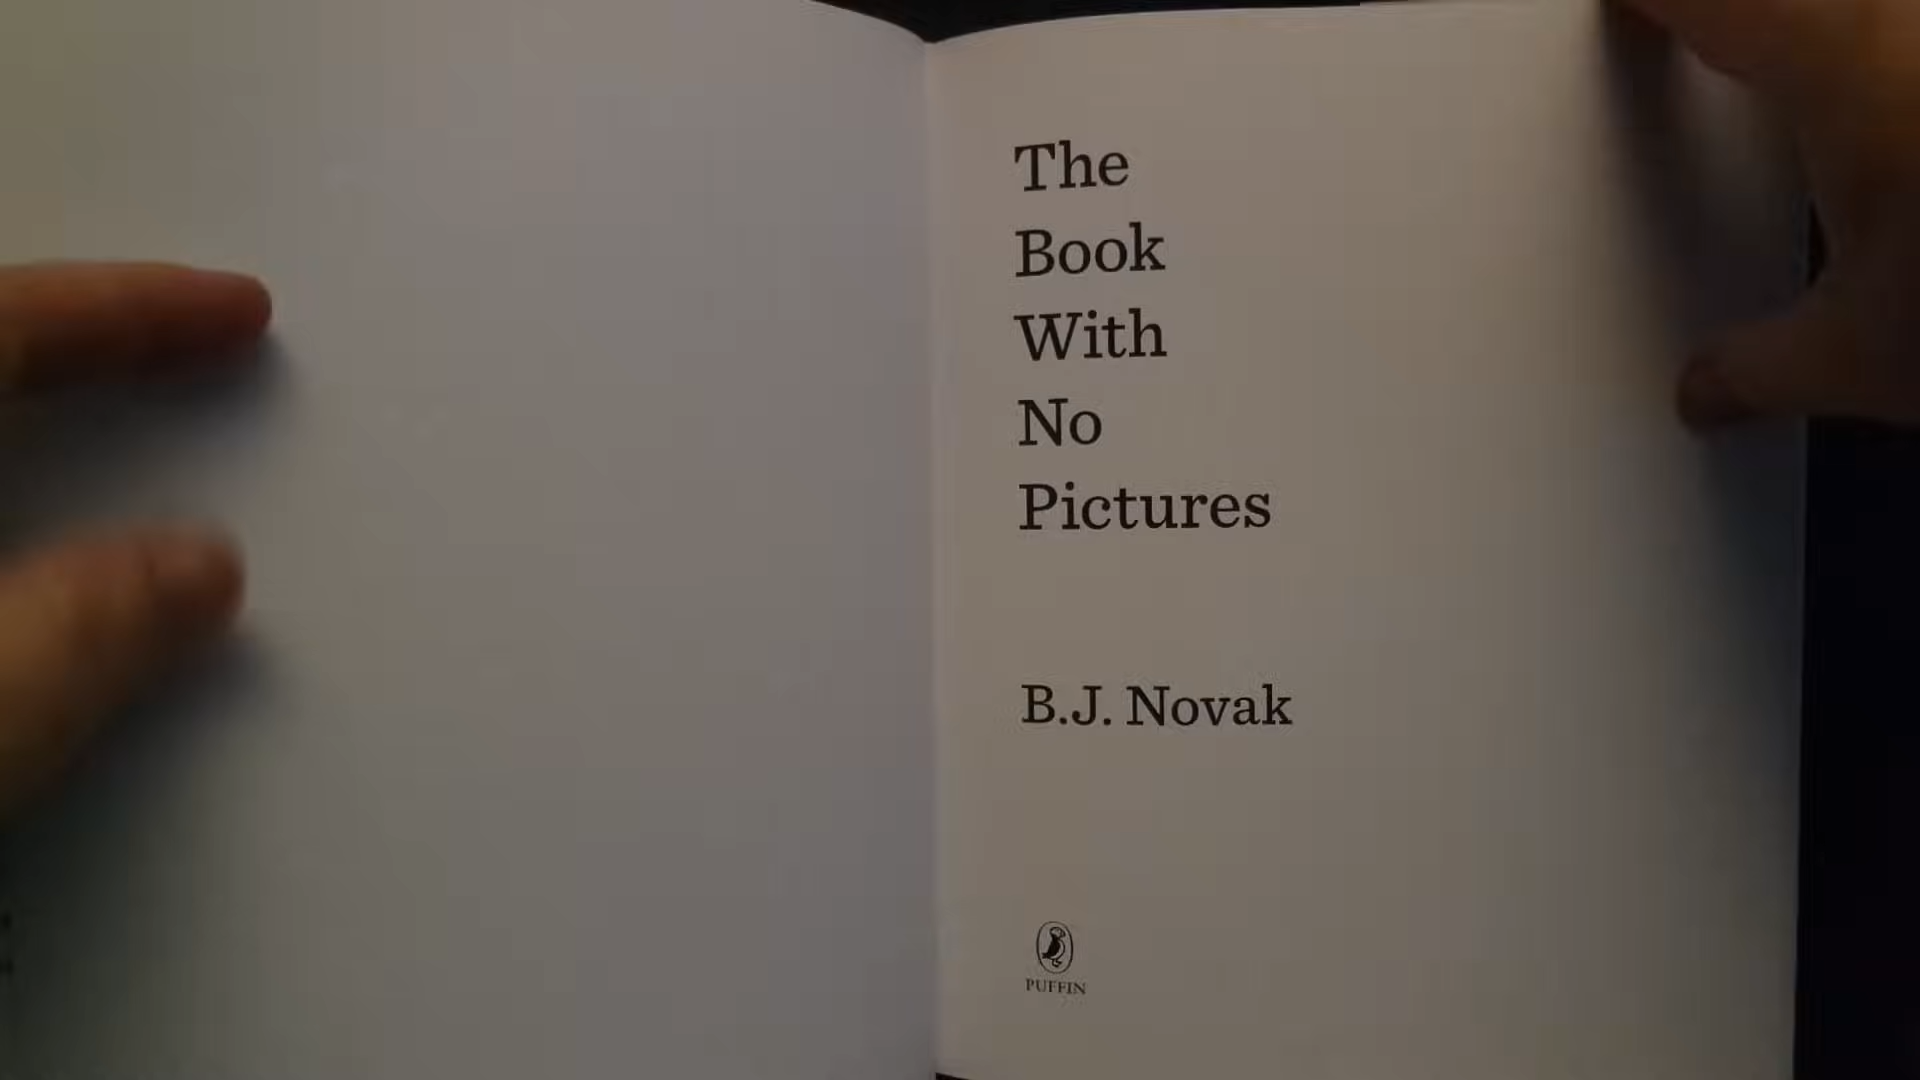 The
Book
With
No
Pictures
B.J. Novak
PUFFIN